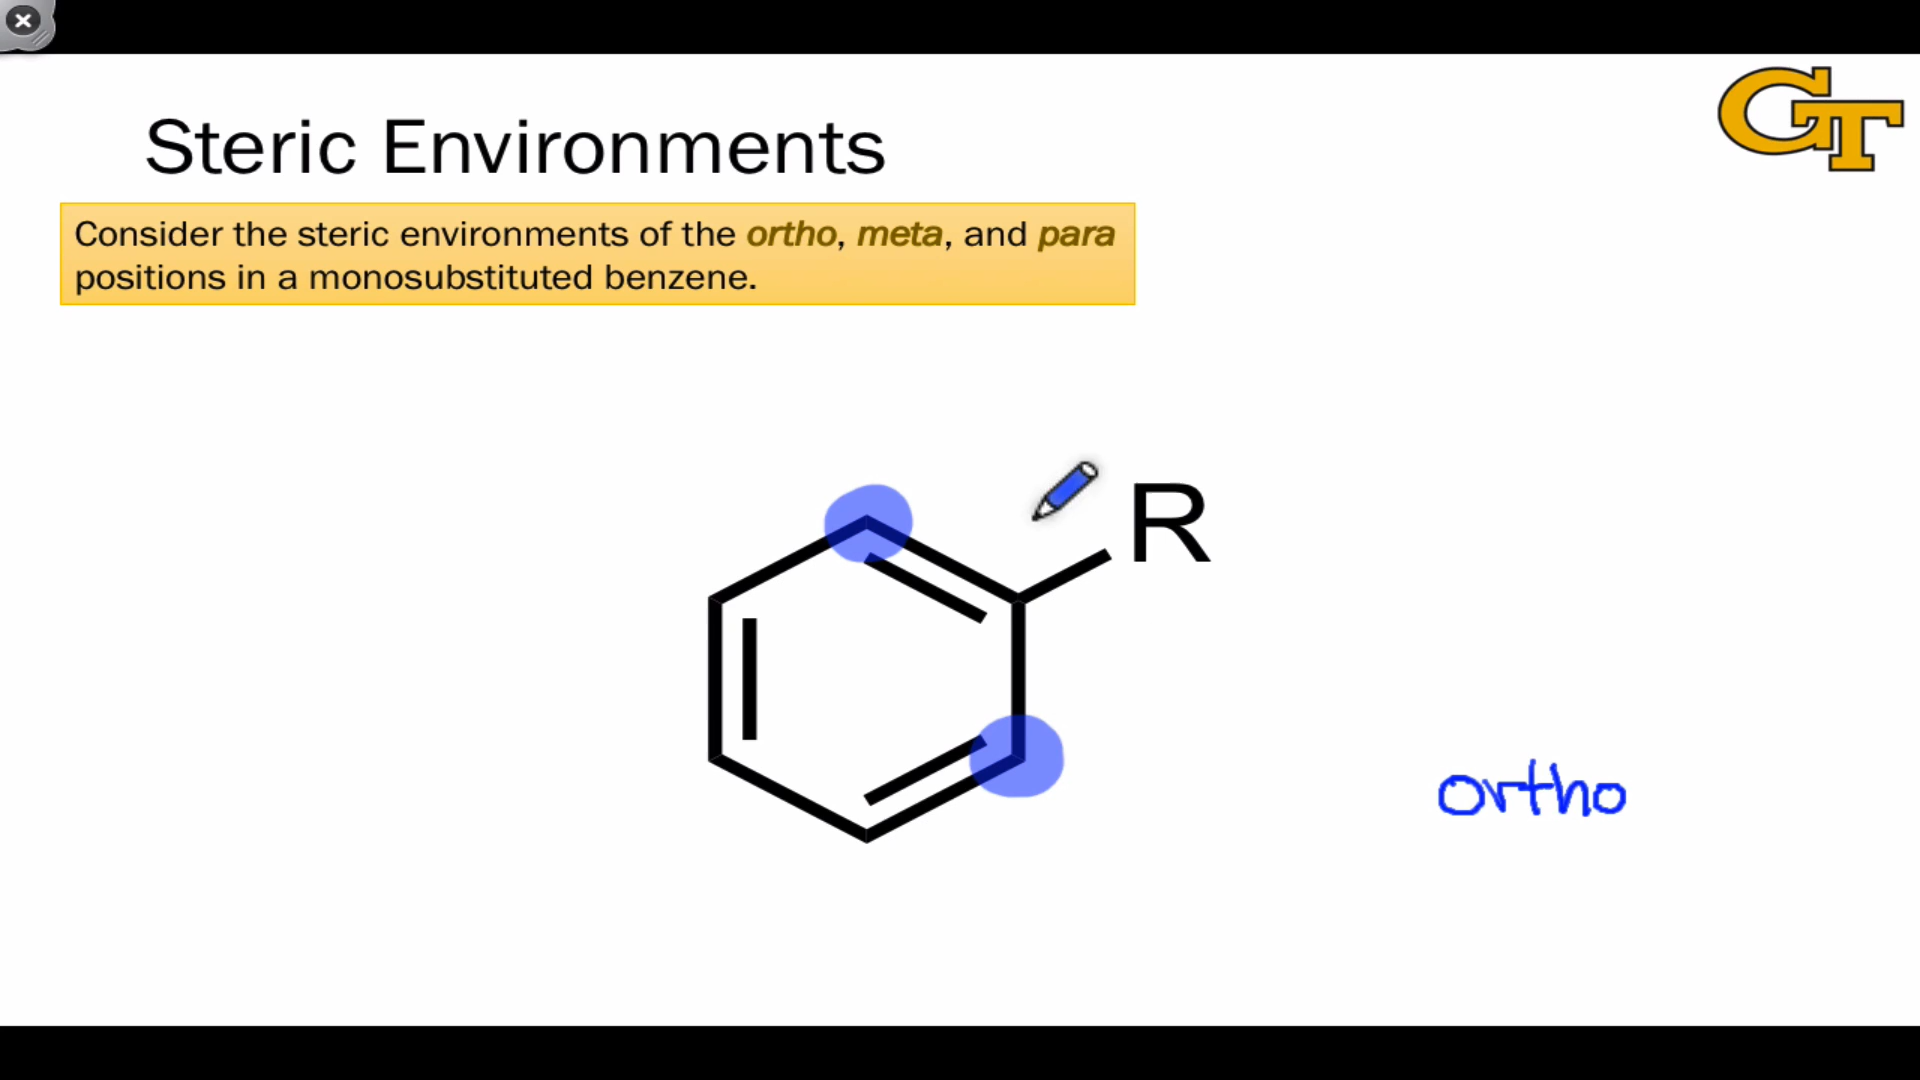 GT
Steric Environments
Consider the steric environments of the ortho, meta, and para
positions in a monosubstituted benzene.
R
ortho